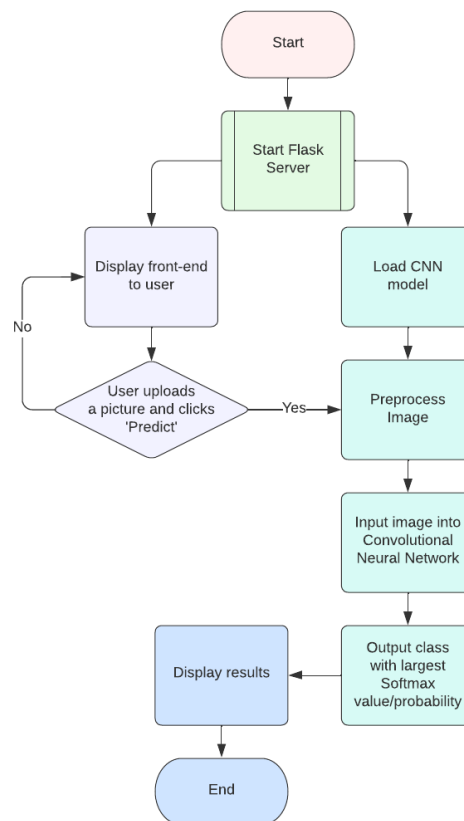 Start
Start Flask
Server
Display front-end
to user
Load CNN
model
No
User uploads
a picture and clicks
'Predict'
Yes
Preprocess
Image
Input image into
Convolutional
Neural Network
Output class
with largest
Softmax
value/probability
Display results
End